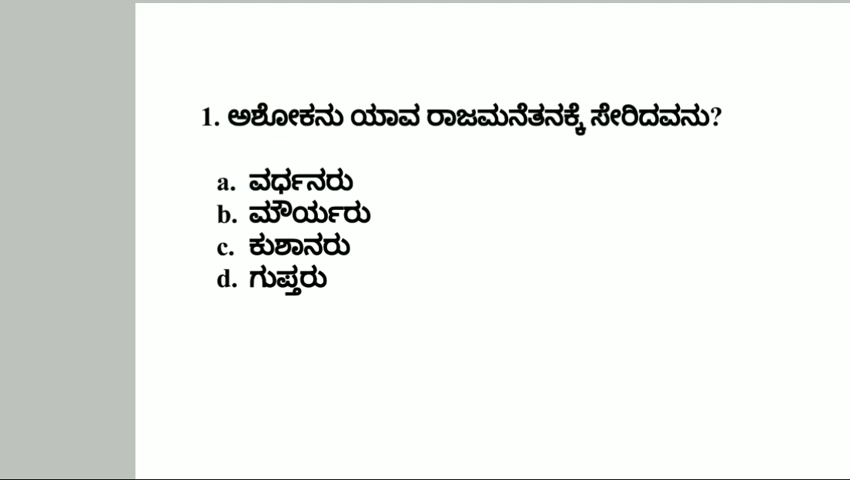 1. ಅಶೋಕನು ಯಾವ ರಾಜಮನೆತನಕ್ಕೆ ಸೇರಿದವನು?
a. ವರ್ಧನರು
b. ಮೌರ್ಯರು
c. ಕುಶಾನರು
d. ಗುಪ್ತರು